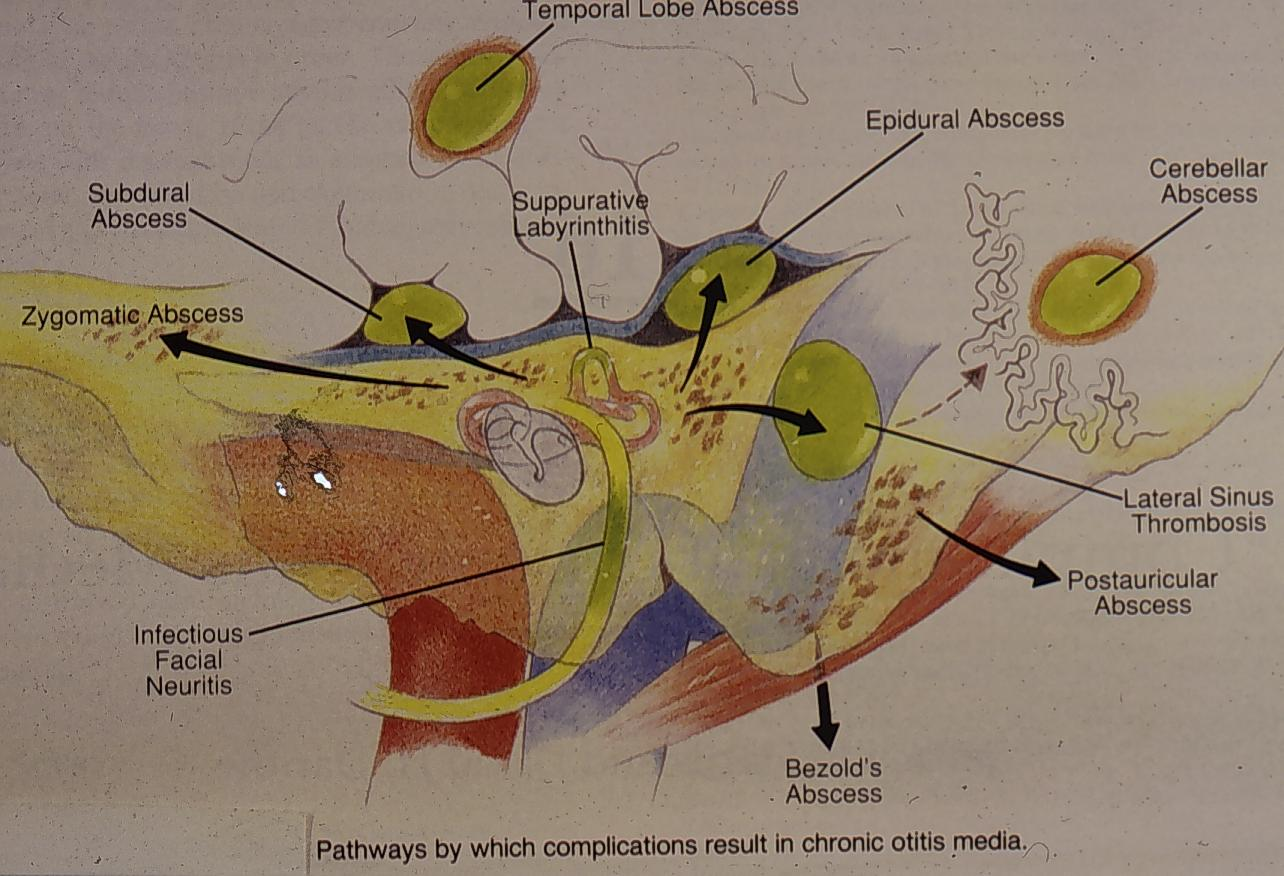 Temporal Lobe Abscess
Epidural Abscess
Cerebellar
Abscess
Subdural
Abscess
Suppurative
Labyrinthitis
Zygomatic Abscess
Lateral Sinus
Thrombosis
Postauricular
Abscess
Infectious
Facial
Neuritis
Bezold's
Abscess
Pathways by which complications result in chronic otitis media.